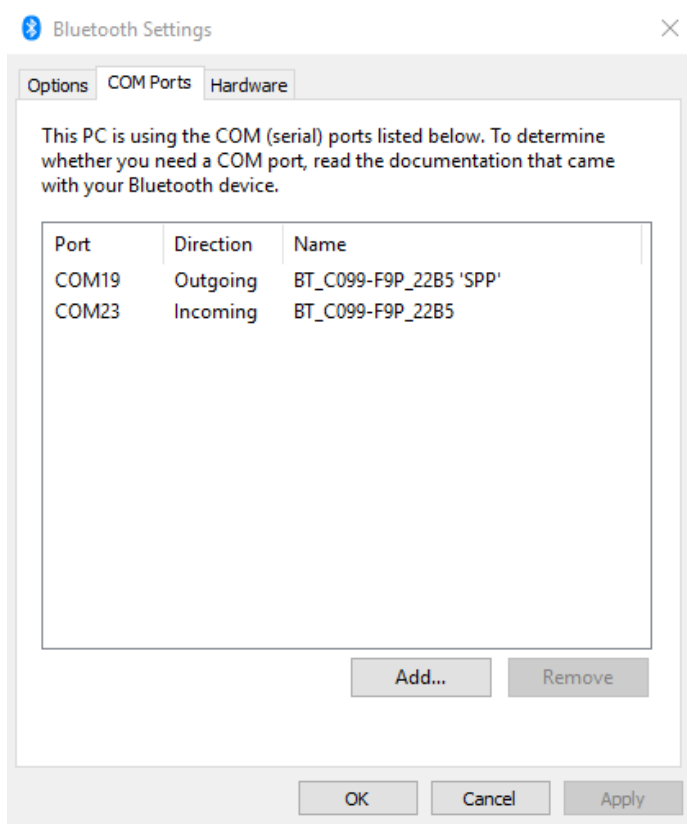 Bluetooth Settings
Options COM Ports Hardware
This PC is using the COM (serial) ports listed below. To determine
whether you need a COM port, read the documentation that came
with your Bluetooth device.
Port Direction Name
COM19 Outgoing BT_C099-F9P_22B5 'SPP'
COM23 Incoming BT_C099-F9P_22B5
Add... Remove
OK Cancel Apply